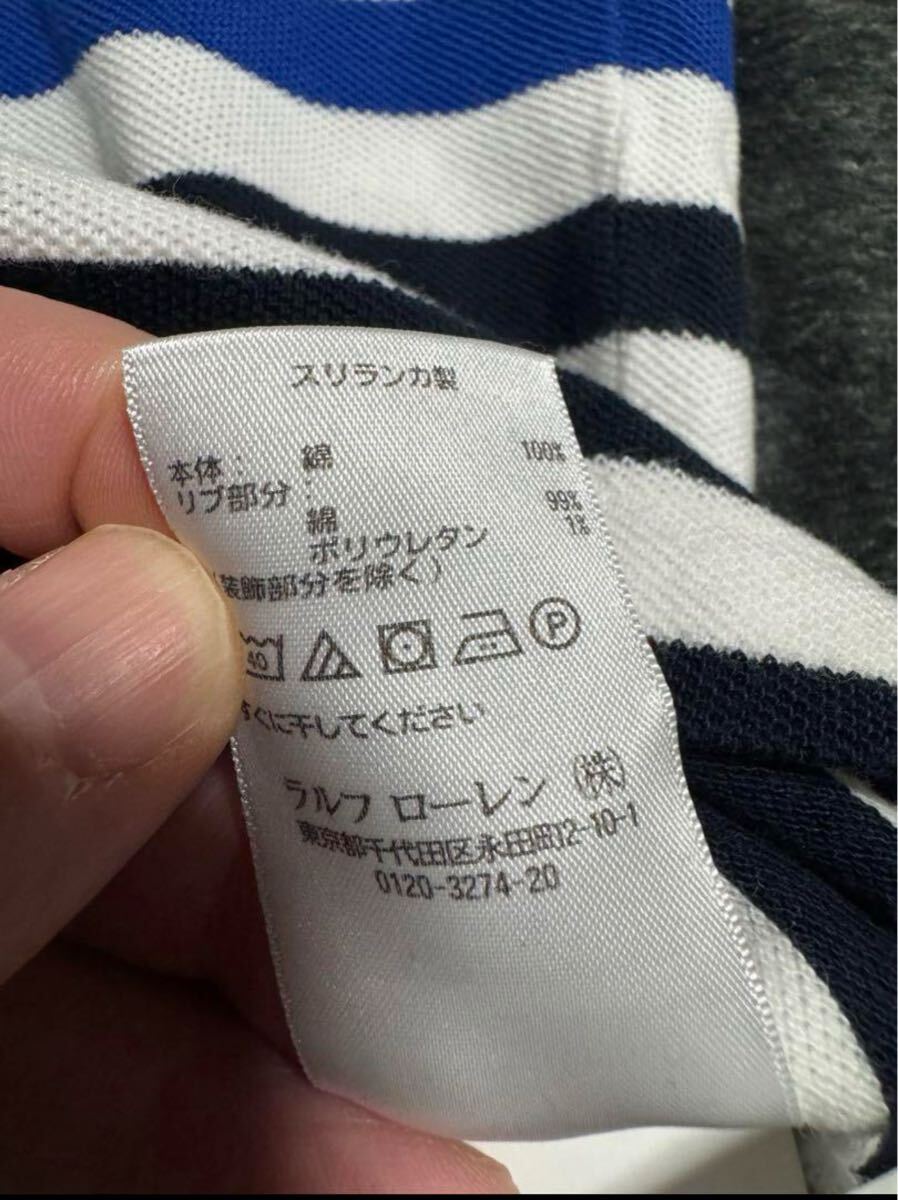 スリランカ製
本体： 綿 100%
リブ部分：
綿 99%
ポリウレタン 1%
(装飾部分を除く)
40 P
すぐに干してください
ラルフ ローレン（株）
東京都千代田区永田町2-10-1
0120-3274-20